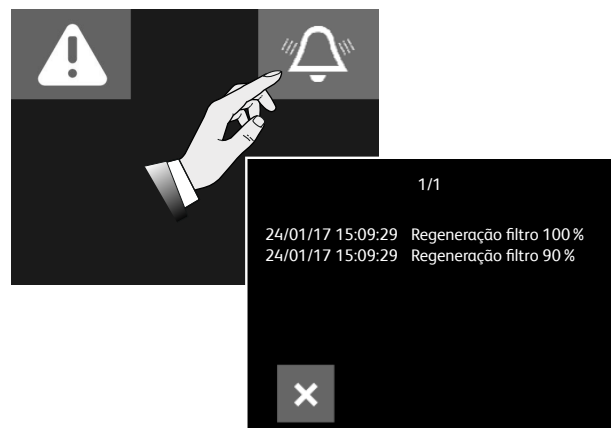 1/1
24/01/17 15:09:29 Regeneração filtro 100 %
24/01/17 15:09:29 Regeneração filtro 90 %